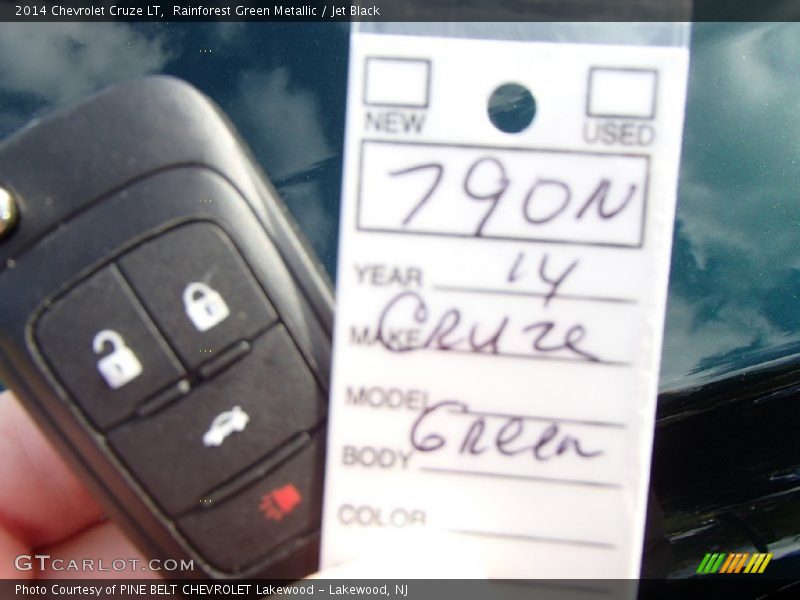 2014 Chevrolet Cruze LT,  Rainforest Green Metallic / Jet Black
NEW USED
790N
YEAR 14
MAKE Cruze
MODEL
BODY Green
COLOR
GTCARLOT.COM
Photo Courtesy of PINE BELT CHEVROLET Lakewood - Lakewood, NJ